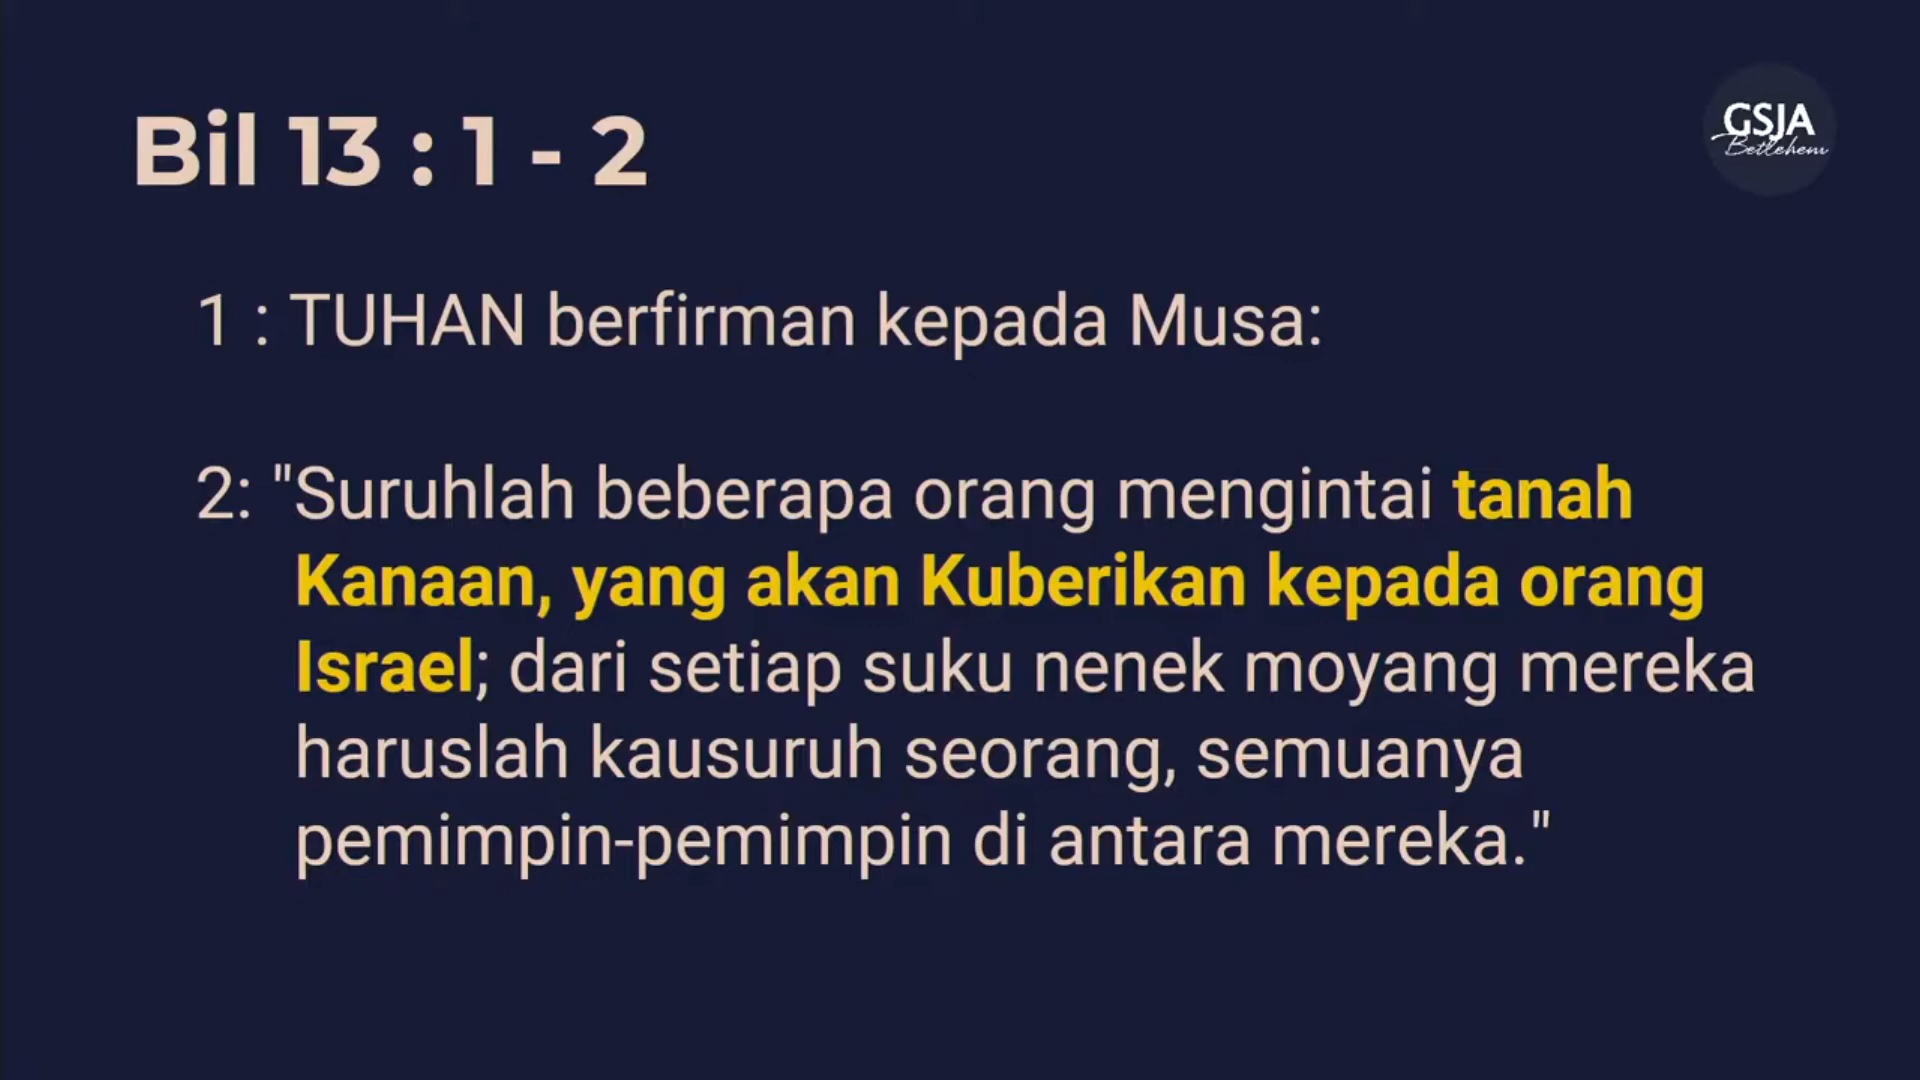 Bil 13 : 1 - 2
GSJA
Betlehem
1 : TUHAN berfirman kepada Musa:
2: "Suruhlah beberapa orang mengintai tanah
Kanaan, yang akan Kuberikan kepada orang
Israel; dari setiap suku nenek moyang mereka
haruslah kausuruh seorang, semuanya
pemimpin-pemimpin di antara mereka."